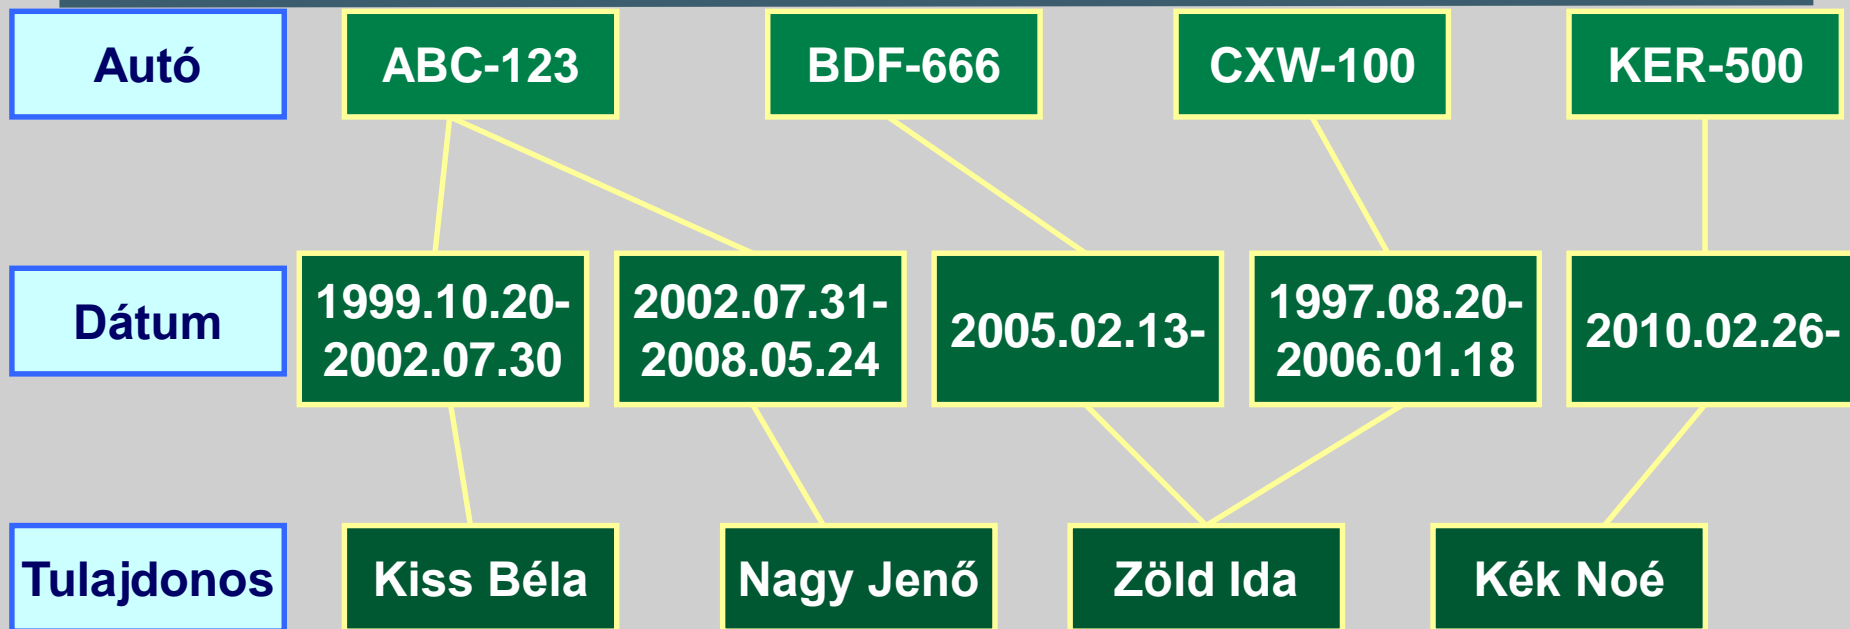 Autó
ABC-123
BDF-666
CXW-100
KER-500
Dátum
1999.10.20-
2002.07.30
2002.07.31-
2008.05.24
2005.02.13-
1997.08.20-
2006.01.18
2010.02.26-
Tulajdonos
Kiss Béla
Nagy Jenő
Zöld Ida
Kék Noé